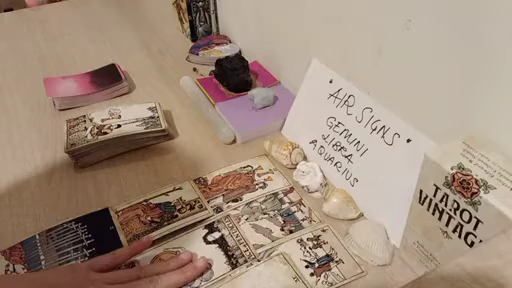 AIR SIGNS
GEMINI
LIBRA
AQUARIUS
TAROT
VINTAGE